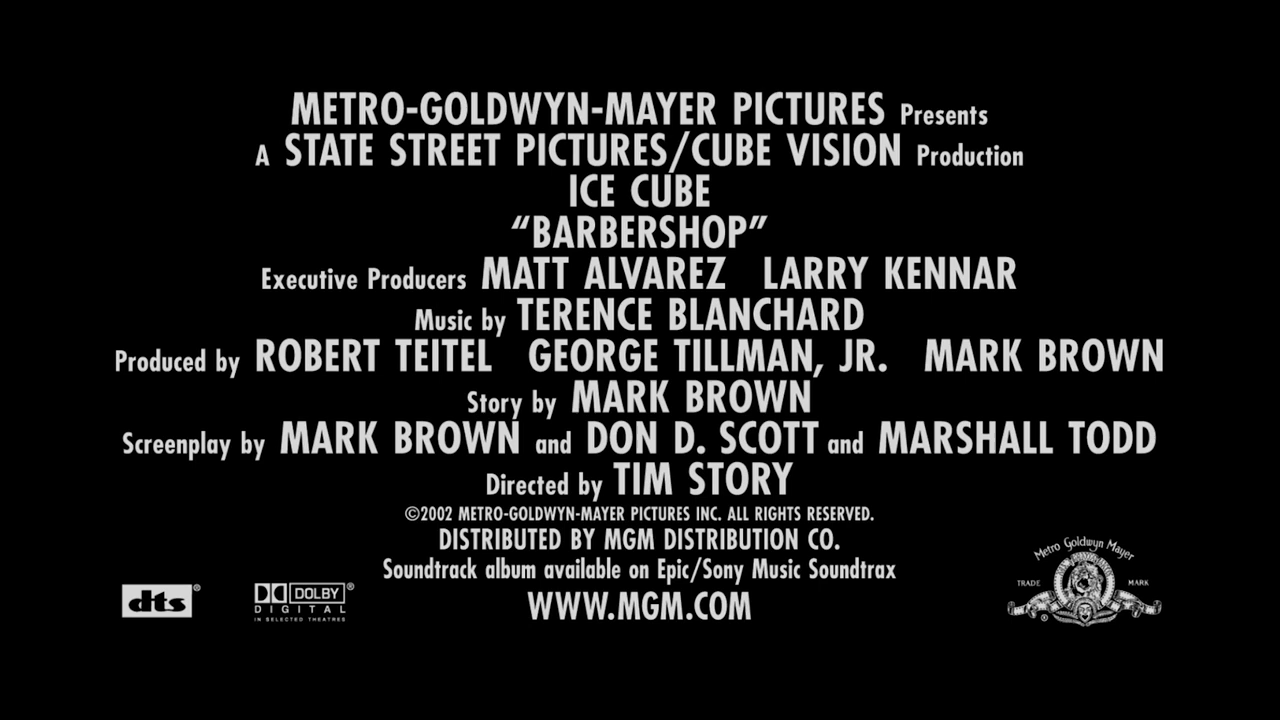 METRO-GOLDWYN-MAYER PICTURES Presents
A STATE STREET PICTURES/CUBE VISION Production
ICE CUBE
“BARBERSHOP”
Executive Producers MATT ALVAREZ LARRY KENNAR
Music by TERENCE BLANCHARD
Produced by ROBERT TEITEL GEORGE TILLMAN, JR. MARK BROWN
Story by MARK BROWN
Screenplay by MARK BROWN and DON D. SCOTT and MARSHALL TODD
Directed by TIM STORY
©2002 METRO-GOLDWYN-MAYER PICTURES INC. ALL RIGHTS RESERVED.
DISTRIBUTED BY MGM DISTRIBUTION CO.
Soundtrack album available on Epic/Sony Music Soundtrax
WWW.MGM.COM
dts®
DOLBY®
DIGITAL
IN SELECTED THEATRES
Metro Goldwyn Mayer
TRADE MARK
®